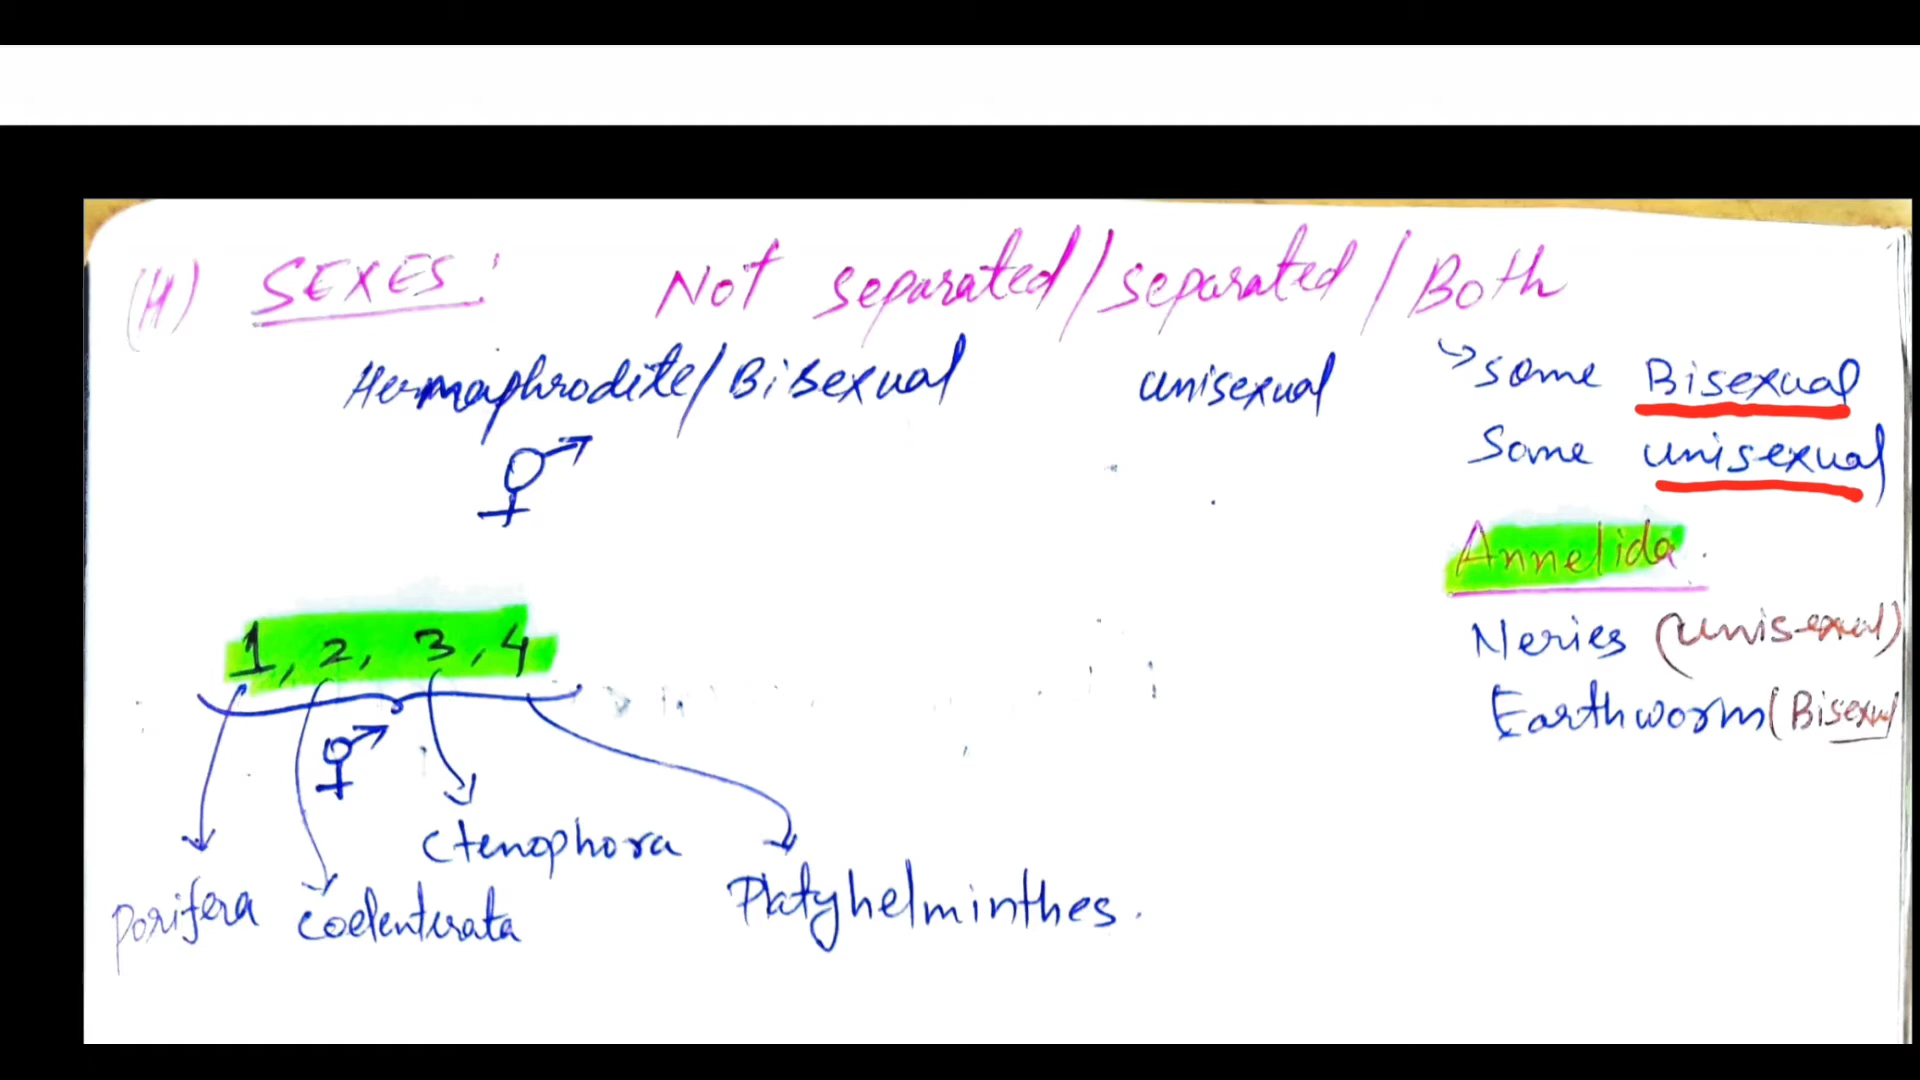 (H) SEXES: Not separated/separated/Both
Hermaphrodite/Bisexual unisexual →some Bisexual
Some unisexual
Annelida.
1, 2, 3, 4
Neries (unisexual)
Earthworm (Bisexual
Ctenophora
Porifera Coelenterata Platyhelminthes.